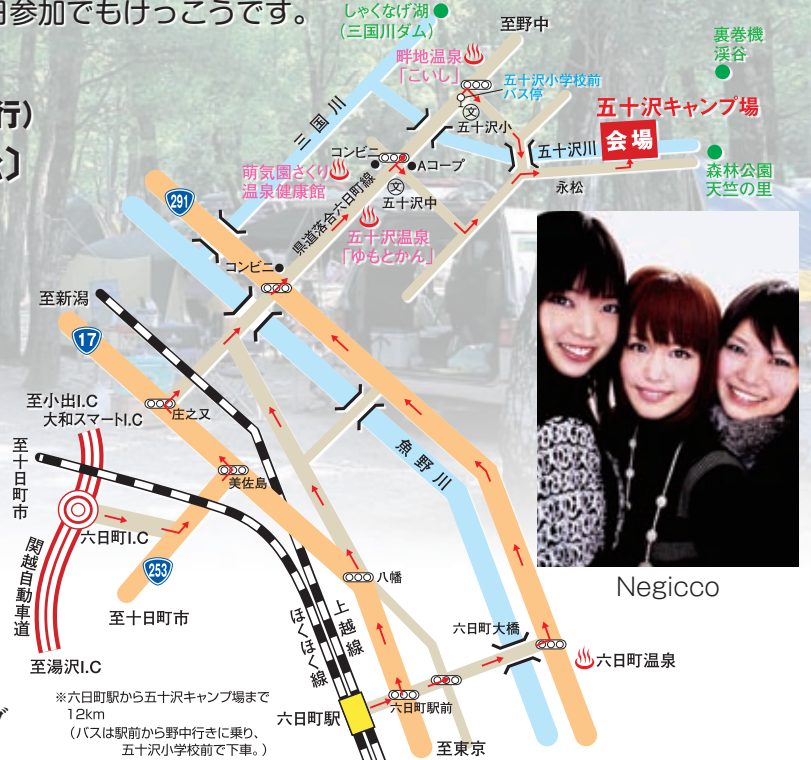 日参加でもけっこうです。
行）
〕
しゃくなげ湖
（三国川ダム）
至野中
裏巻機
渓谷
畔地温泉
「こいし」
五十沢小学校前
バス停
文
五十沢小
三国川
五十沢キャンプ場
会場
五十沢川
永松
森林公園
天竺の里
コンビニ
Aコープ
萌気園さくり
温泉健康館
文
五十沢中
県道落合六日町線
五十沢温泉
「ゆもとかん」
291
コンビニ
至新潟
17
至小出I.C
大和スマートI.C
庄之又
至十日町市
美佐島
魚野川
六日町I.C
関越自動車道
253
八幡
至十日町市
上越線
ほくほく線
六日町大橋
至湯沢I.C
六日町温泉
※六日町駅から五十沢キャンプ場まで
12km
（バスは駅前から野中行きに乗り、
五十沢小学校前で下車。）
六日町駅
六日町駅前
至東京
Negicco